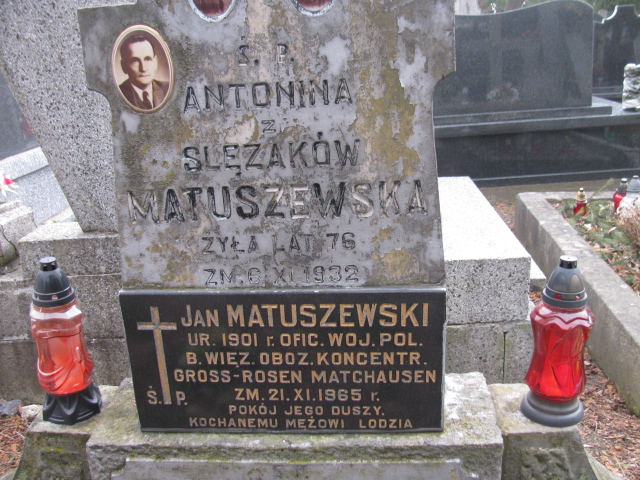 Ś. P.
ANTONINA
Z
ŚLĘZAKÓW
MATUSZEWSKA
ŻYŁA LAT 76
ZM. 6.XI.1932
JAN MATUSZEWSKI
UR. 1901 r. OFIC. WOJ. POL.
B. WIĘZ. OBOZ. KONCENTR.
GROSS-ROSEN MATCHAUSEN
ZM. 21.XI.1965 r.
Ś. P.
POKÓJ JEGO DUSZY.
KOCHANEMU MĘŻOWI LODZIA